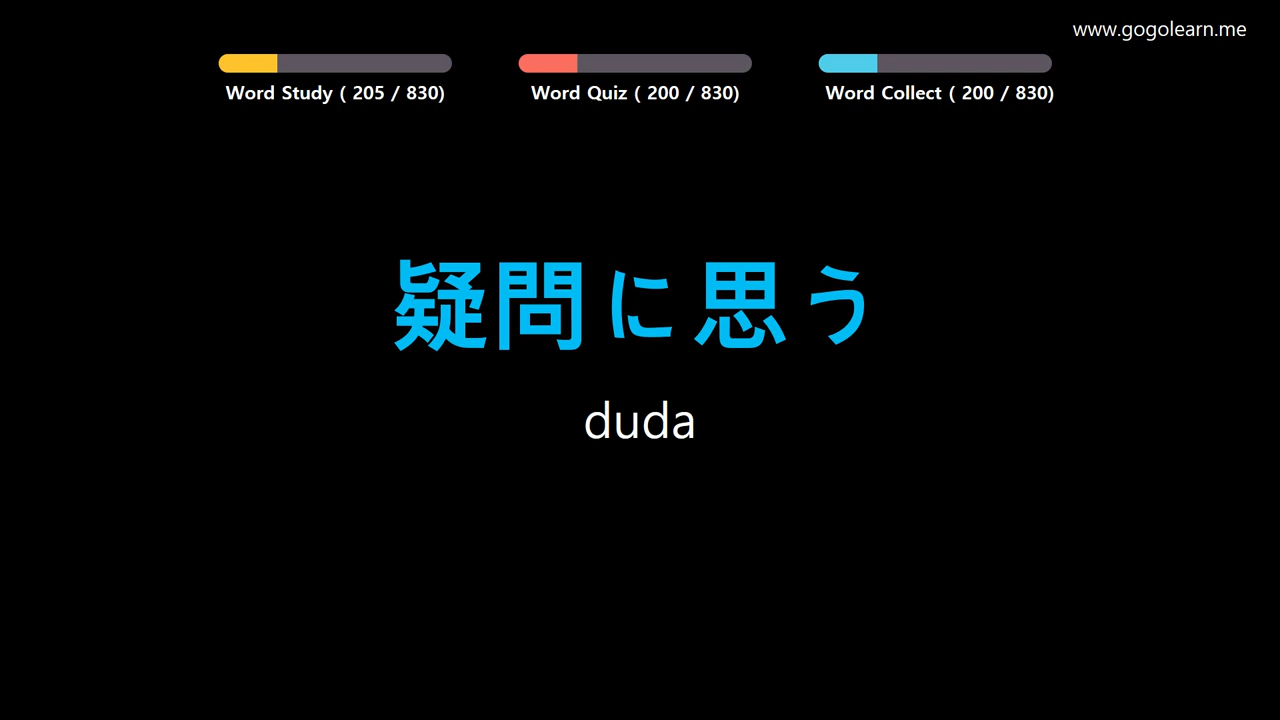 www.gogolearn.me
Word Study ( 205 / 830)
Word Quiz ( 200 / 830)
Word Collect ( 200 / 830)
疑問に思う
duda